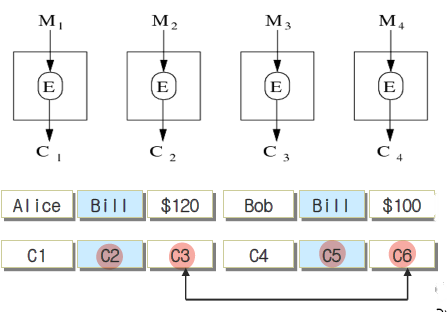 M1 M2 M3 M4
E E E E
C1 C2 C3 C4
Alice Bill $120 Bob Bill $100
C1 C2 C3 C4 C5 C6